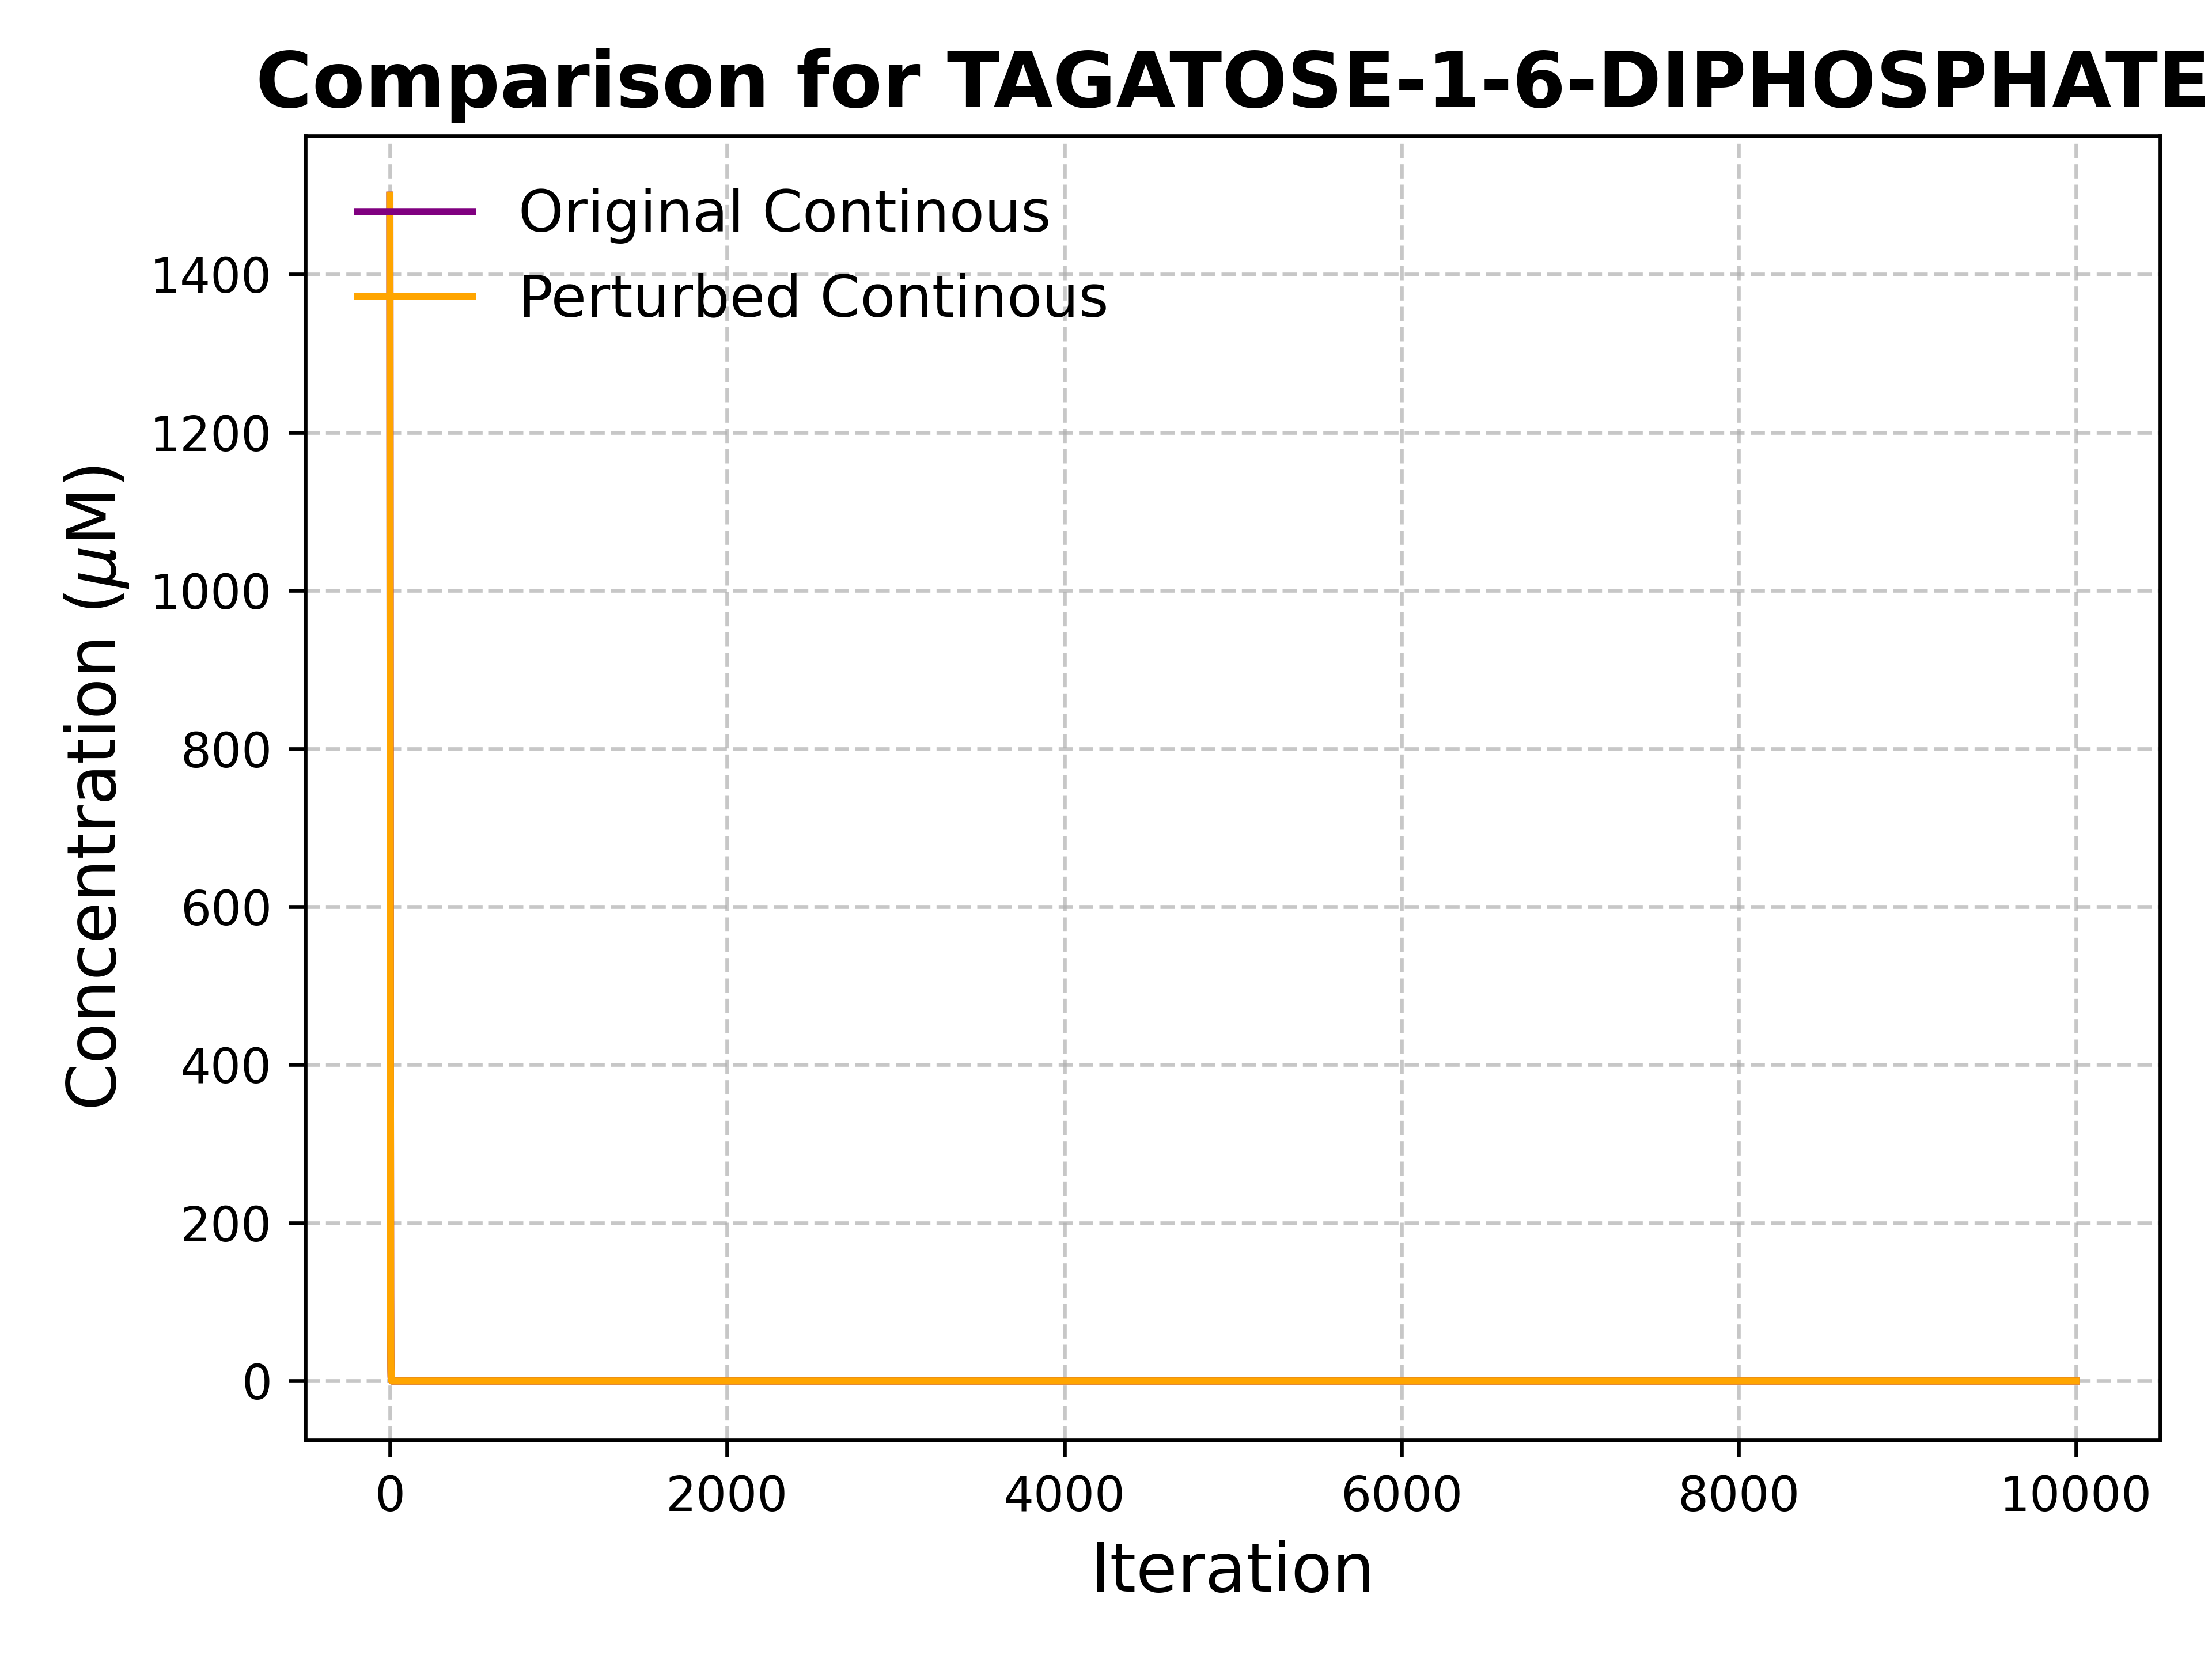 Comparison for TAGATOSE-1-6-DIPHOSPHATE
Original Continous
Perturbed Continous
Concentration (μM)
1400
1200
1000
800
600
400
200
0
0 2000 4000 6000 8000 10000
Iteration